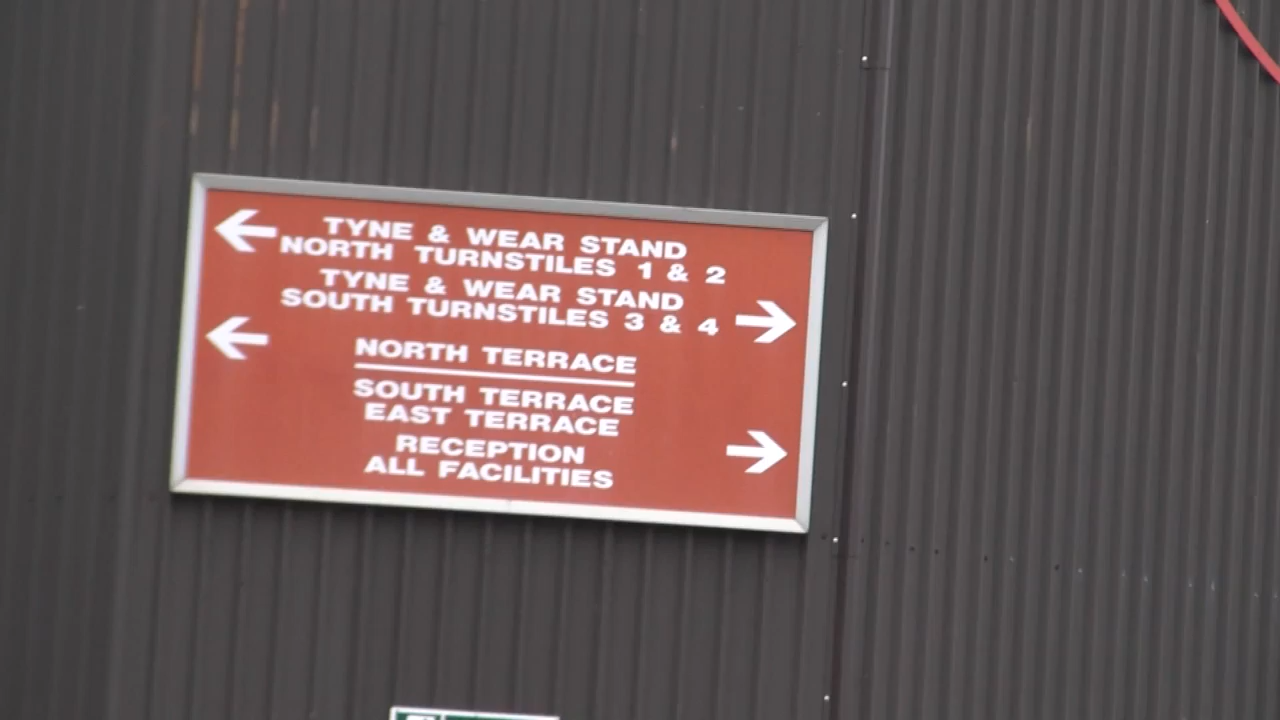 TYNE & WEAR STAND
NORTH TURNSTILES 1 & 2
TYNE & WEAR STAND
SOUTH TURNSTILES 3 & 4
NORTH TERRACE
SOUTH TERRACE
EAST TERRACE
RECEPTION
ALL FACILITIES